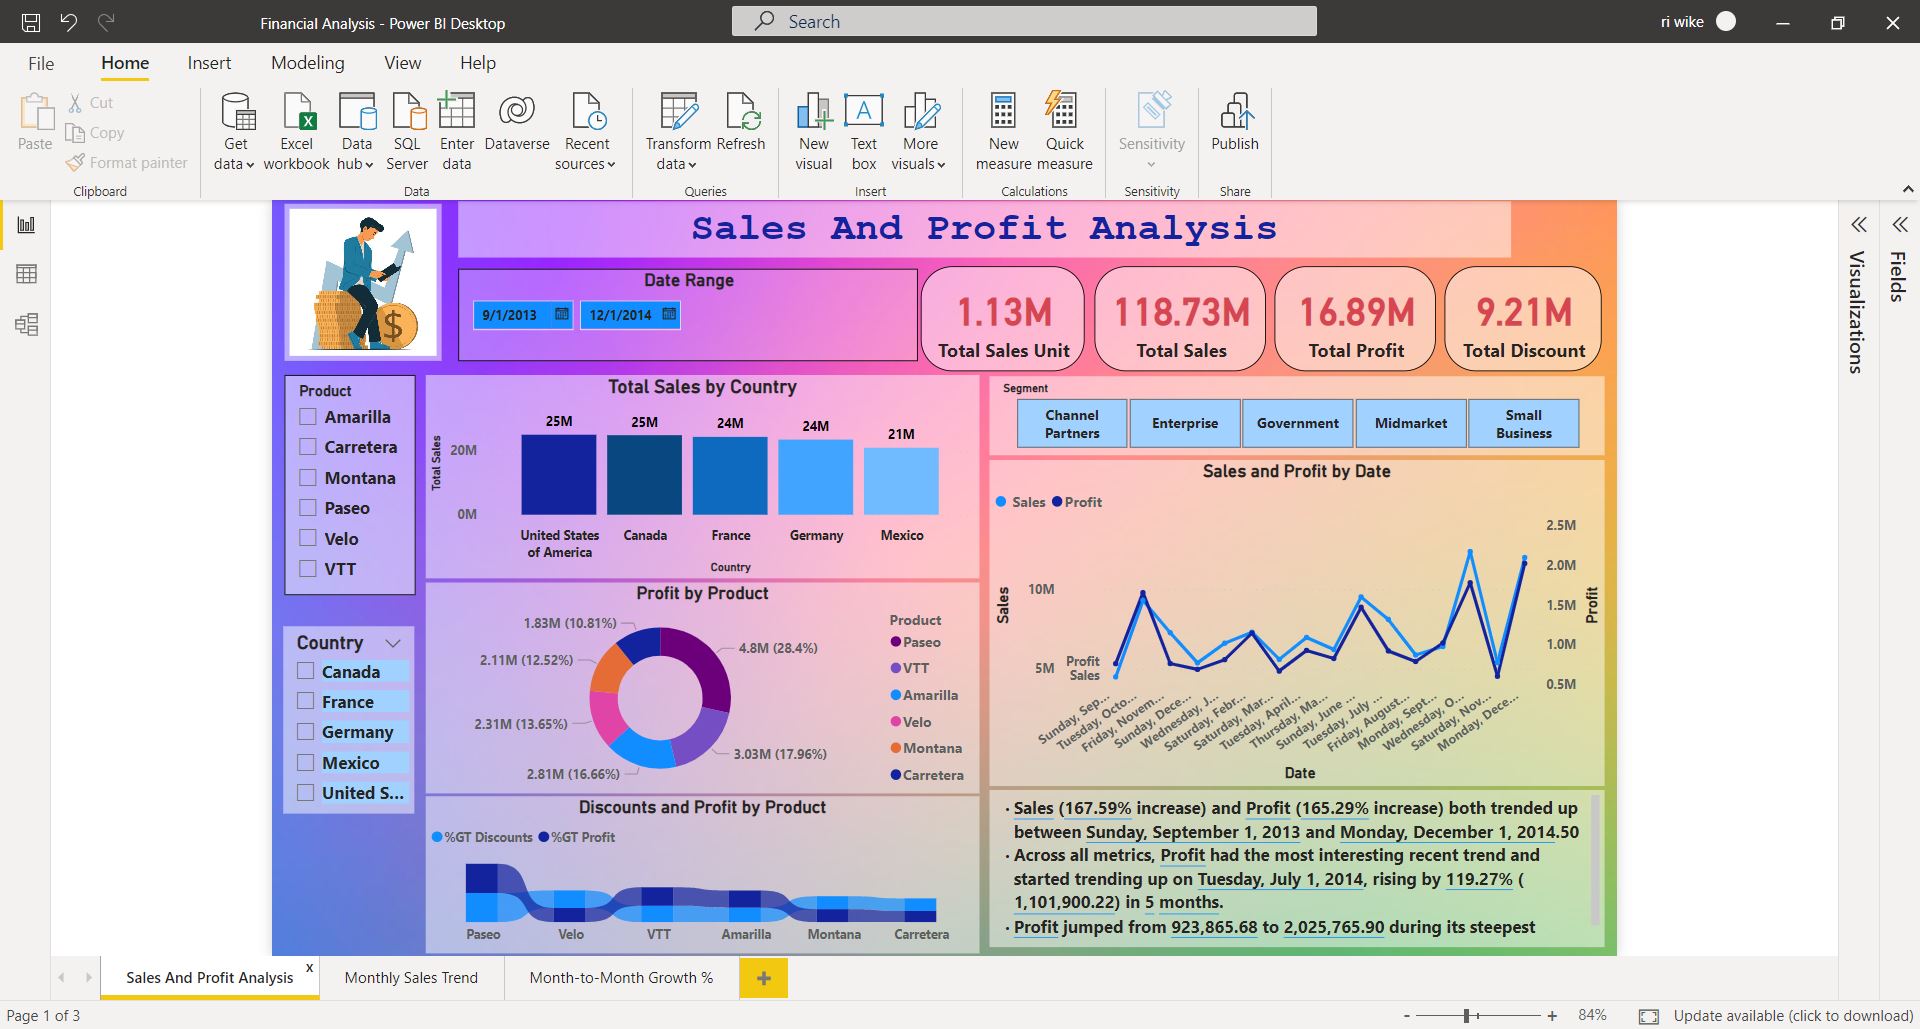 Financial Analysis - Power BI Desktop
Search
ri wike
File
Home
Insert
Modeling
View
Help
Paste
Cut
Copy
Format painter
Clipboard
Get data
Excel workbook
Data hub
SQL Server
Enter data
Dataverse
Recent sources
Data
Transform data
Refresh
Queries
New visual
Text box
More visuals
Insert
New measure
Quick measure
Calculations
Sensitivity
Sensitivity
Publish
Share
Sales And Profit Analysis
Date Range
9/1/2013
12/1/2014
1.13M
Total Sales Unit
118.73M
Total Sales
16.89M
Total Profit
9.21M
Total Discount
Product
Amarilla
Carretera
Montana
Paseo
Velo
VTT
Country
Canada
France
Germany
Mexico
United S...
Total Sales by Country
Total Sales
20M
0M
25M
25M
24M
24M
21M
United States of America
Canada
France
Germany
Mexico
Country
Profit by Product
1.83M (10.81%)
2.11M (12.52%)
2.31M (13.65%)
2.81M (16.66%)
4.8M (28.4%)
3.03M (17.96%)
Product
Paseo
VTT
Amarilla
Velo
Montana
Carretera
Discounts and Profit by Product
%GT Discounts
%GT Profit
Paseo
Velo
VTT
Amarilla
Montana
Carretera
Segment
Channel Partners
Enterprise
Government
Midmarket
Small Business
Sales and Profit by Date
Sales
Profit
Sales
10M
5M
Profit
Sales
2.5M
2.0M
1.5M
1.0M
0.5M
Profit
Sunday, Sep...
Tuesday, Octo...
Friday, Novem...
Sunday, Dece...
Wednesday, J...
Saturday, Febr...
Saturday, Mar...
Tuesday, April...
Thursday, Ma...
Sunday, June ...
Tuesday, July ...
Friday, August...
Monday, Sept...
Wednesday, O...
Saturday, Nov...
Monday, Dece...
Date
· Sales (167.59% increase) and Profit (165.29% increase) both trended up
between Sunday, September 1, 2013 and Monday, December 1, 2014.50
· Across all metrics, Profit had the most interesting recent trend and
started trending up on Tuesday, July 1, 2014, rising by 119.27% (
1,101,900.22) in 5 months.
· Profit jumped from 923,865.68 to 2,025,765.90 during its steepest
Visualizations
Fields
Sales And Profit Analysis
x
Monthly Sales Trend
Month-to-Month Growth %
+
Page 1 of 3
- + 84%
Update available (click to download)